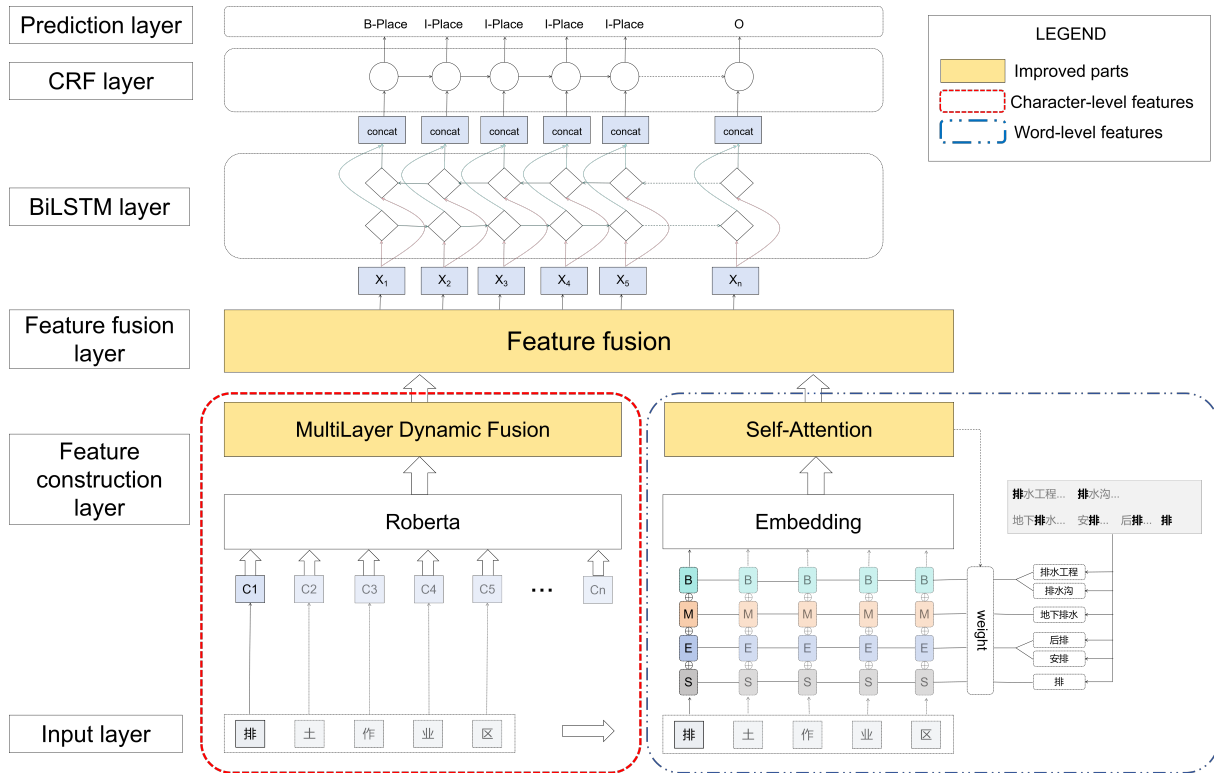 Prediction layer
B-Place I-Place I-Place I-Place I-Place O
LEGEND
Improved parts
Character-level features
Word-level features
CRF layer
concat concat concat concat concat concat
BiLSTM layer
X1 X2 X3 X4 X5 Xn
Feature fusion
layer
Feature fusion
Feature
construction
layer
MultiLayer Dynamic Fusion
Roberta
C1 C2 C3 C4 C5 ... Cn
Self-Attention
Embedding
排水工程... 排水沟...
地下排水... 安排... 后排... 排
B B B B B
M M M M M
E E E E E
S S S S S
weight
排水工程
排水沟
地下排水
后排
安排
排
Input layer
排 土 作 业 区
排 土 作 业 区